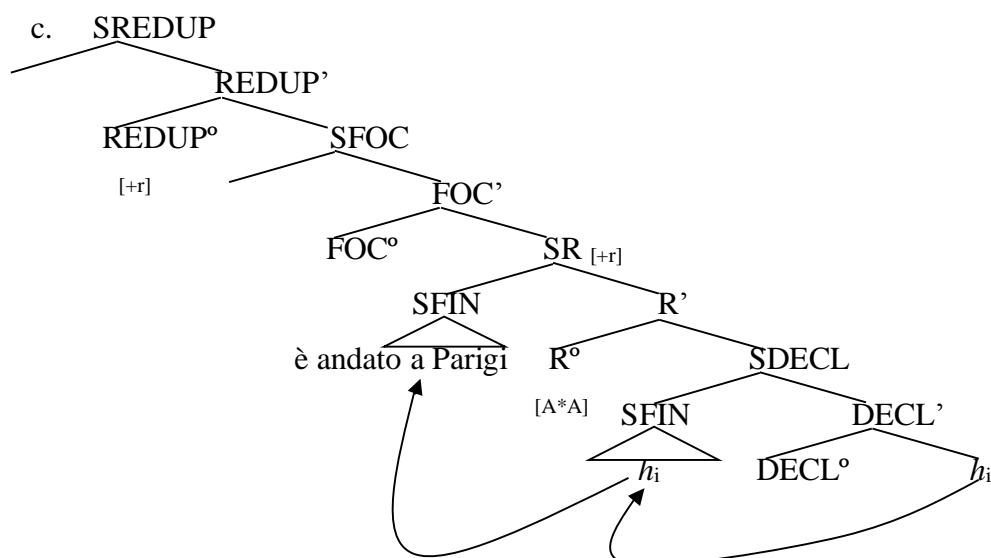 c. SREDUP
REDUP’
REDUPº SFOC
[+r]
FOC’
FOCº SR [+r]
SFIN R’
è andato a Parigi Rº SDECL
[A*A] SFIN DECL’
hi DECLº hi